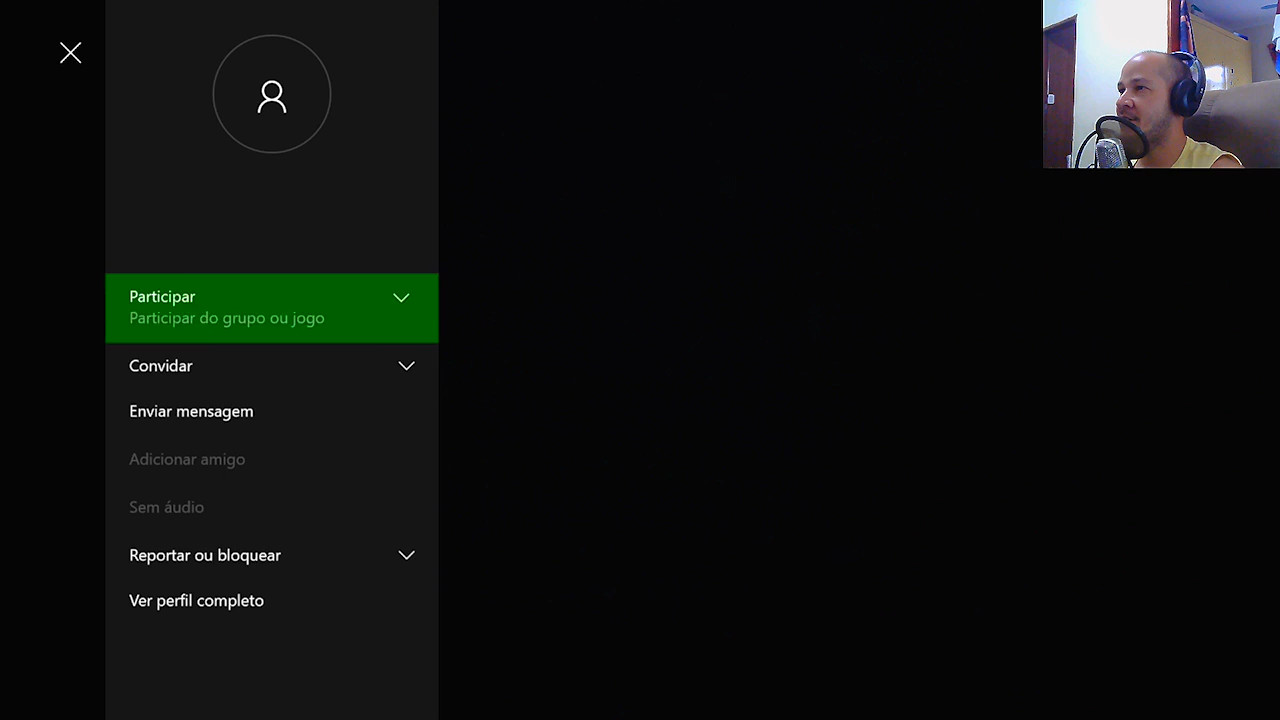 Participar
Participar do grupo ou jogo
Convidar
Enviar mensagem
Adicionar amigo
Sem áudio
Reportar ou bloquear
Ver perfil completo